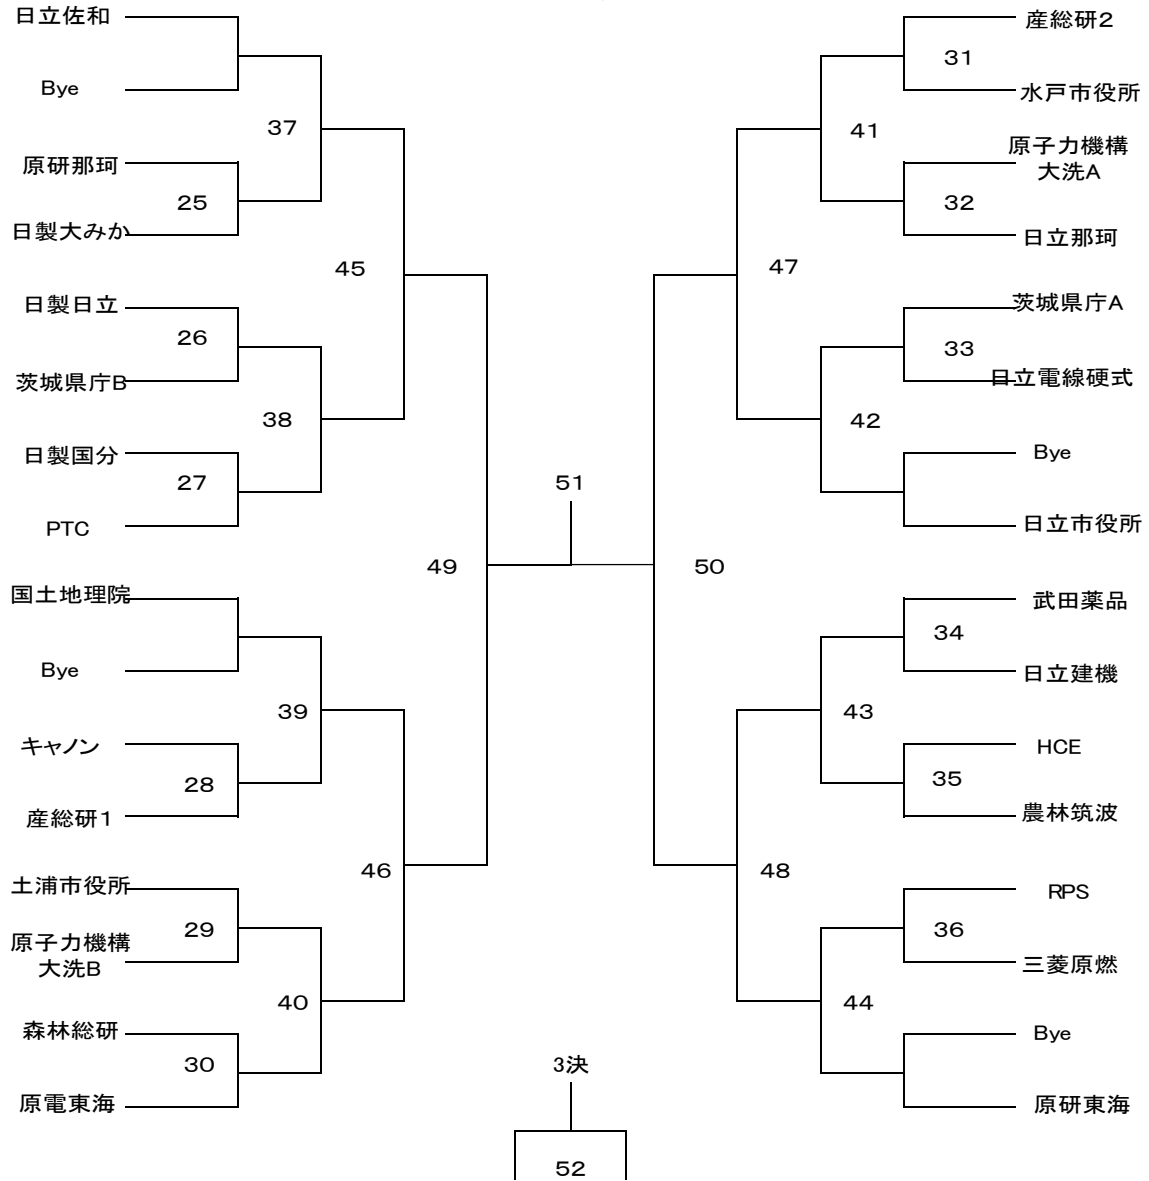 日立佐和
Bye
37
原研那珂
25
日製大みか
45
日製日立
26
茨城県庁B
38
日製国分
27
PTC
49
国土地理院
Bye
39
キャノン
28
産総研1
46
土浦市役所
29
原子力機構
大洗B
40
森林総研
30
原電東海
51
3決
52
産総研2
31
水戸市役所
41
原子力機構
大洗A
32
日立那珂
47
茨城県庁A
33
日立電線硬式
42
Bye
日立市役所
50
武田薬品
34
日立建機
43
HCE
35
農林筑波
48
RPS
36
三菱原燃
44
Bye
原研東海